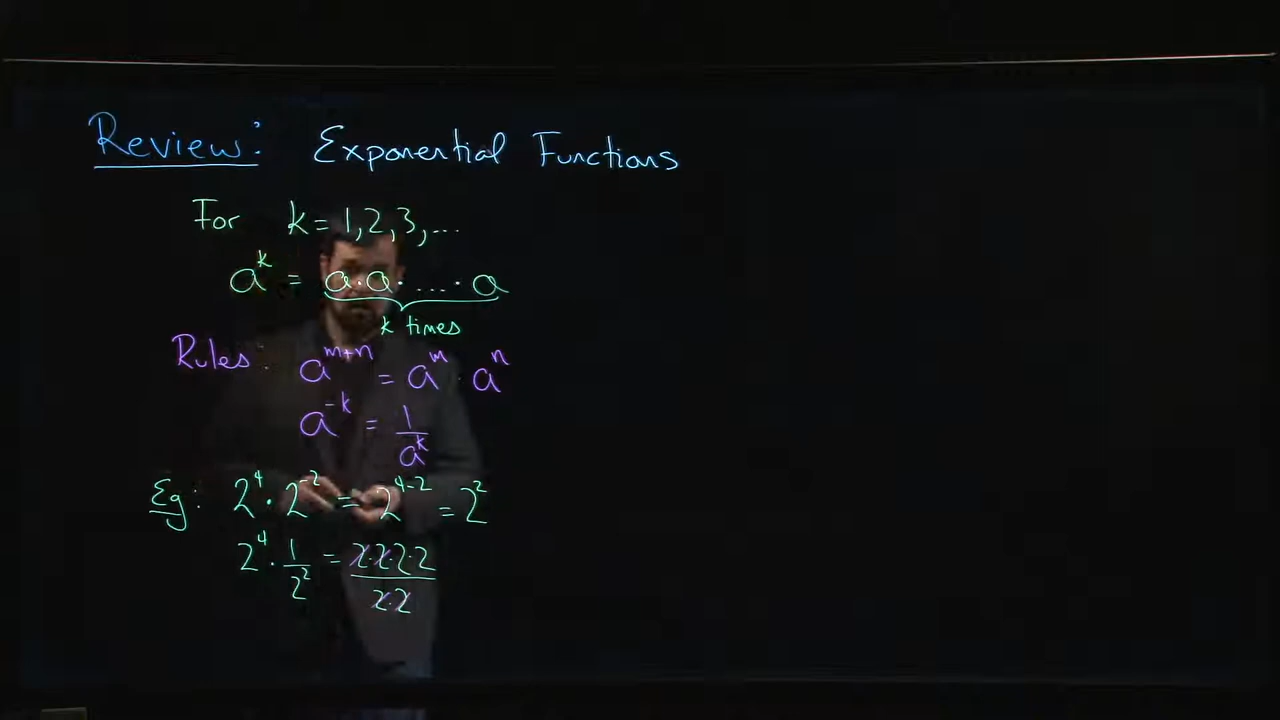 Review: Exponential Functions
For k = 1,2,3,...
a^k = a·a· ... ·a
k times
Rules: a^{m+n} = a^m · a^n
a^{-k} = 1/a^k
Eg: 2^4 · 2^{-2} = 2^{4-2} = 2^2
2^4 · 1/2^2 = 2·2·2·2/2·2